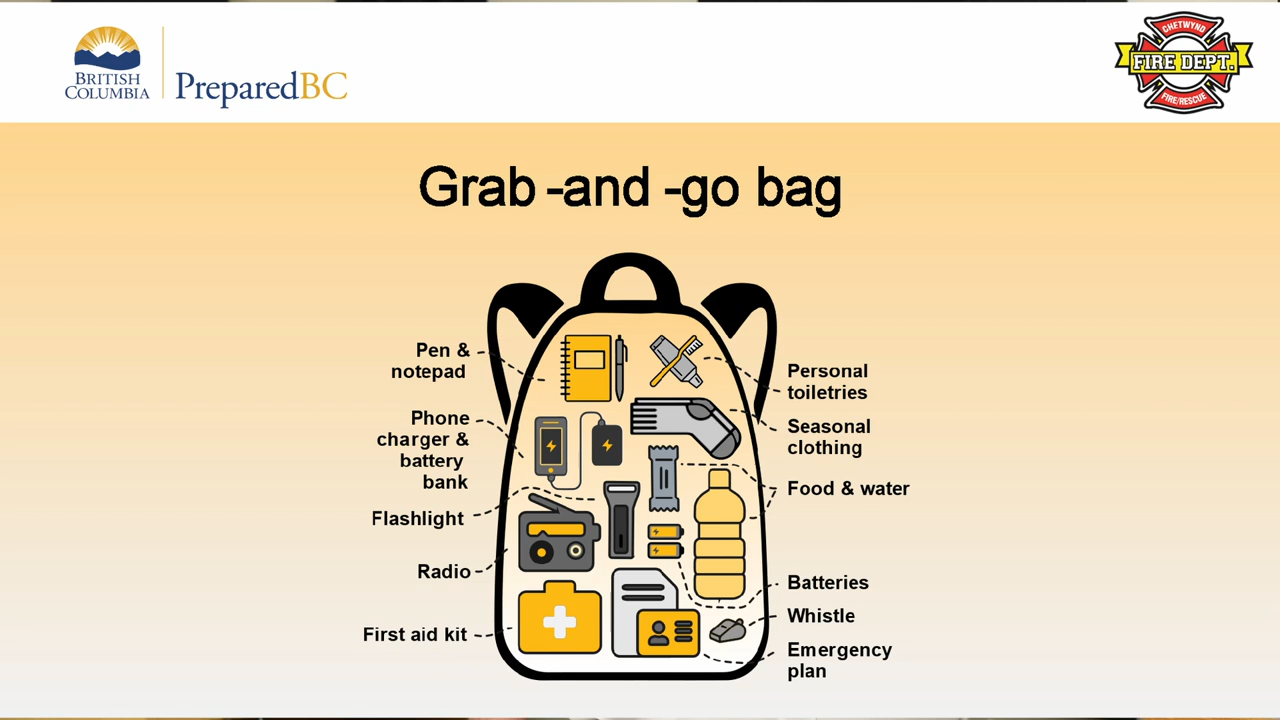 BRITISH
COLUMBIA
PreparedBC
CHETWYND
FIRE DEPT.
FIRE/RESCUE
Grab -and -go bag
Pen &
notepad
Phone
charger &
battery
bank
Flashlight
Radio
First aid kit
Personal
toiletries
Seasonal
clothing
Food & water
Batteries
Whistle
Emergency
plan